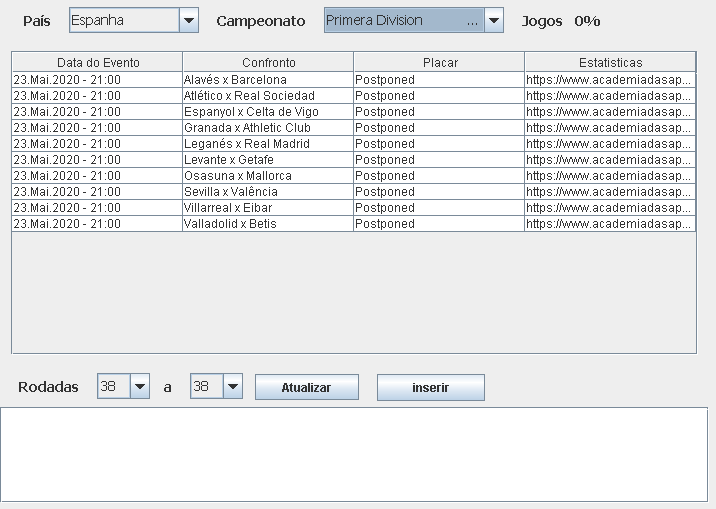 País Espanha Campeonato Primera Division ... Jogos 0%
Data do Evento Confronto Placar Estatisticas
23.Mai.2020 - 21:00 Alavés x Barcelona Postponed https://www.academiadasap...
23.Mai.2020 - 21:00 Atlético x Real Sociedad Postponed https://www.academiadasap...
23.Mai.2020 - 21:00 Espanyol x Celta de Vigo Postponed https://www.academiadasap...
23.Mai.2020 - 21:00 Granada x Athletic Club Postponed https://www.academiadasap...
23.Mai.2020 - 21:00 Leganés x Real Madrid Postponed https://www.academiadasap...
23.Mai.2020 - 21:00 Levante x Getafe Postponed https://www.academiadasap...
23.Mai.2020 - 21:00 Osasuna x Mallorca Postponed https://www.academiadasap...
23.Mai.2020 - 21:00 Sevilla x Valência Postponed https://www.academiadasap...
23.Mai.2020 - 21:00 Villarreal x Eibar Postponed https://www.academiadasap...
23.Mai.2020 - 21:00 Valladolid x Betis Postponed https://www.academiadasap...
Rodadas 38 a 38 Atualizar inserir